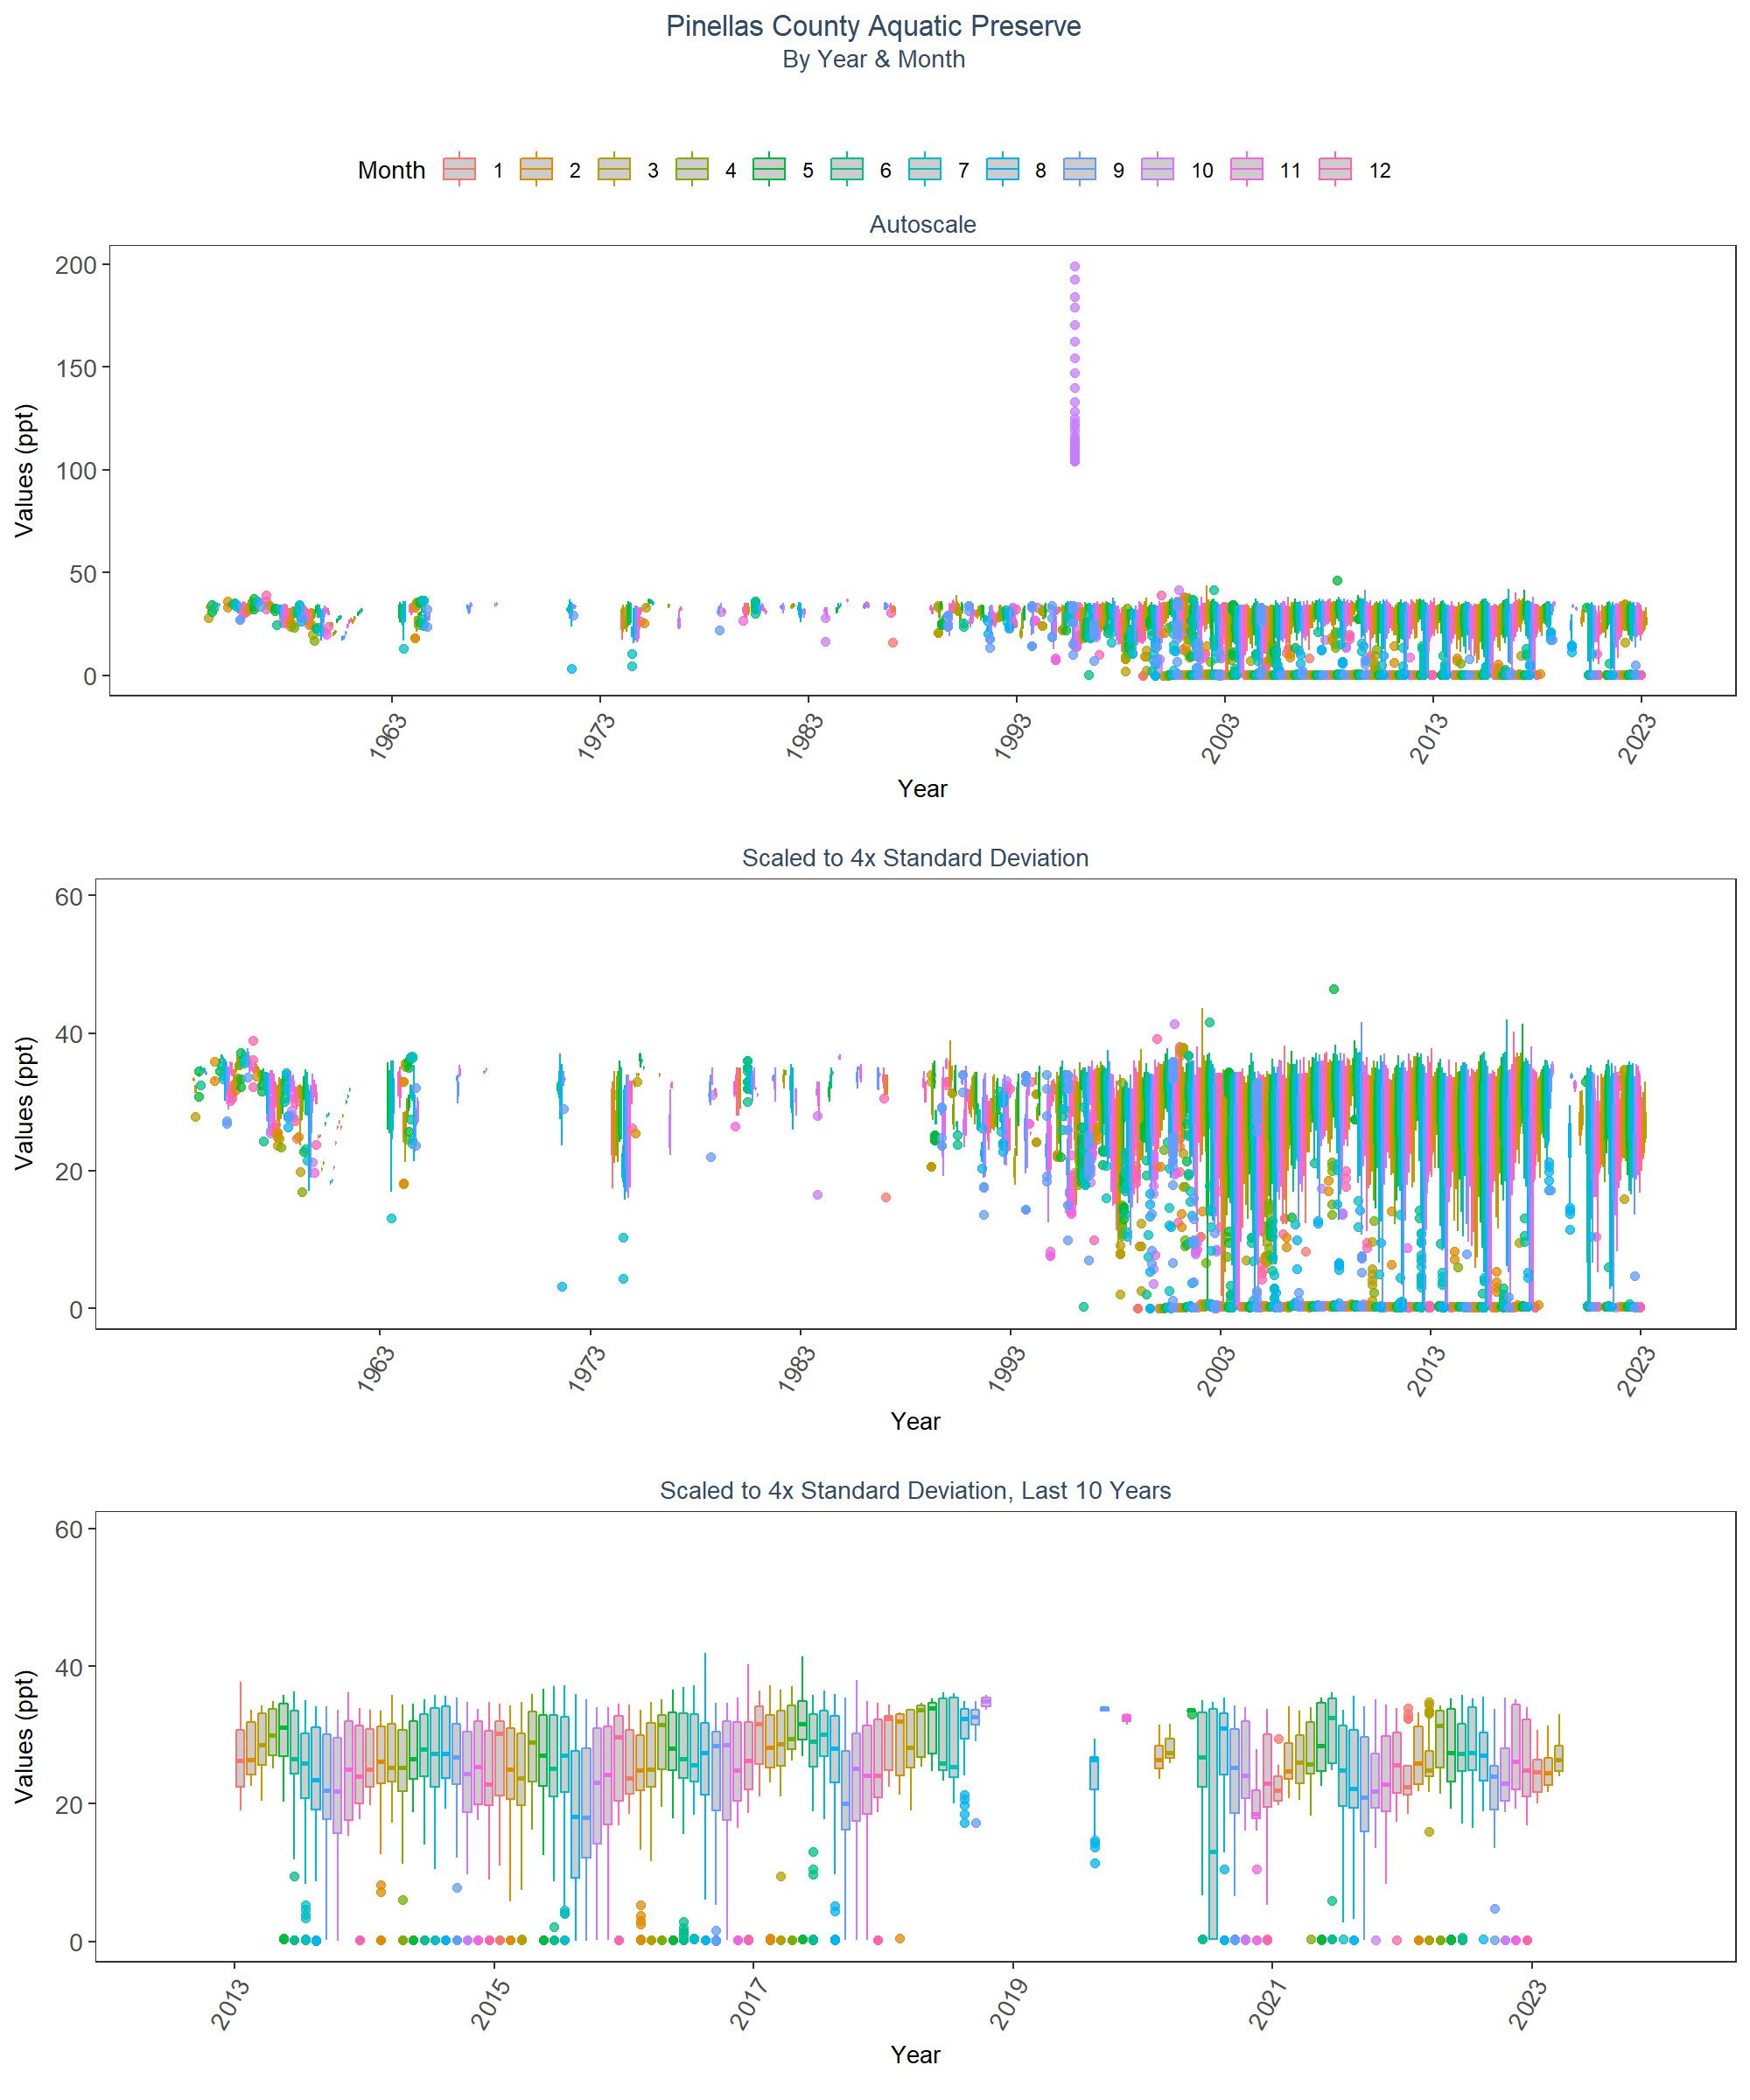 Pinellas County Aquatic Preserve
By Year & Month
Month 1 2 3 4 5 6 7 8 9 10 11 12
Autoscale
Values (ppt)
200
150
100
50
0
1963 1973 1983 1993 2003 2013 2023
Year
Scaled to 4x Standard Deviation
Values (ppt)
60
40
20
0
1963 1973 1983 1993 2003 2013 2023
Year
Scaled to 4x Standard Deviation, Last 10 Years
Values (ppt)
60
40
20
0
2013 2015 2017 2019 2021 2023
Year